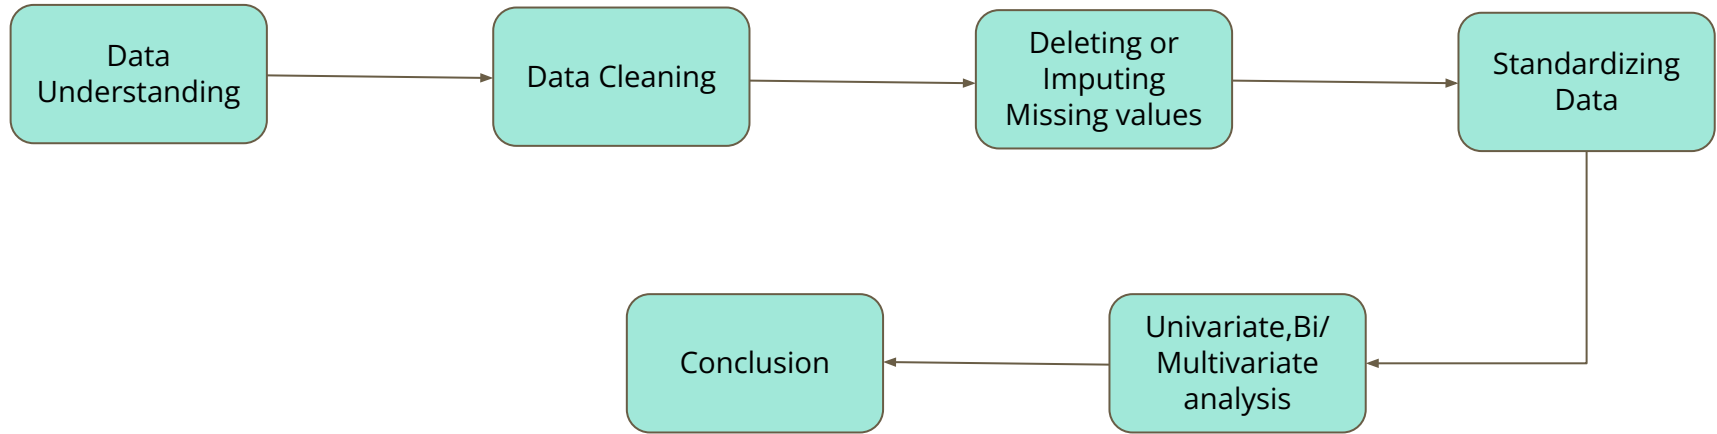 Data
Understanding
Data Cleaning
Deleting or
Imputing
Missing values
Standardizing
Data
Univariate,Bi/
Multivariate
analysis
Conclusion